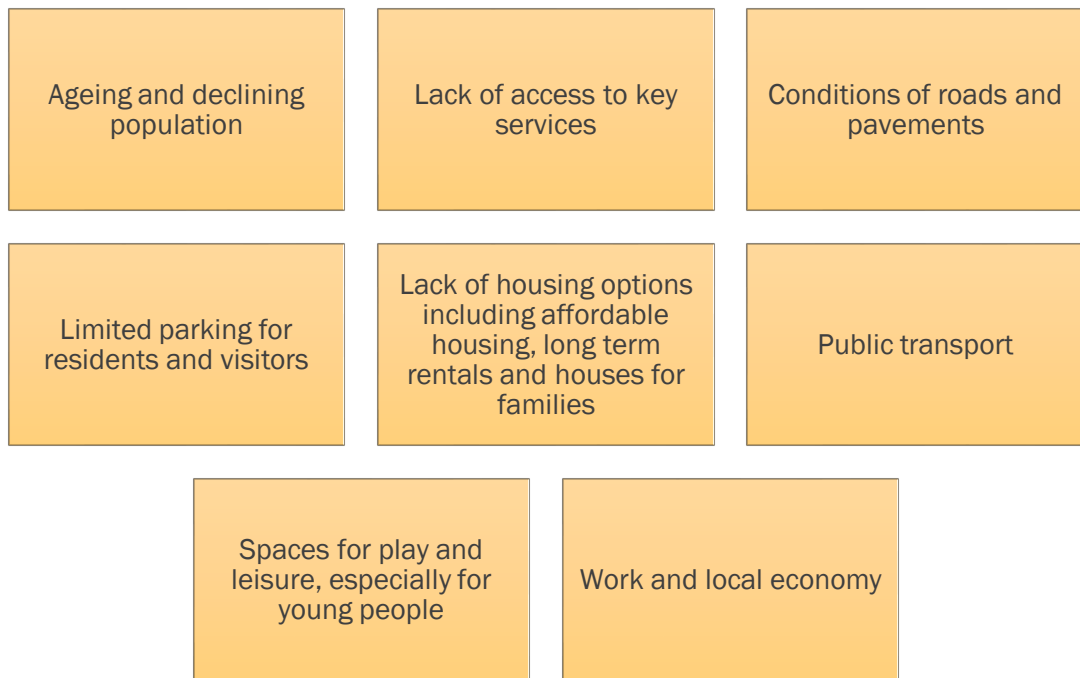 Ageing and declining
population
Lack of access to key
services
Conditions of roads and
pavements
Limited parking for
residents and visitors
Lack of housing options
including affordable
housing, long term
rentals and houses for
families
Public transport
Spaces for play and
leisure, especially for
young people
Work and local economy